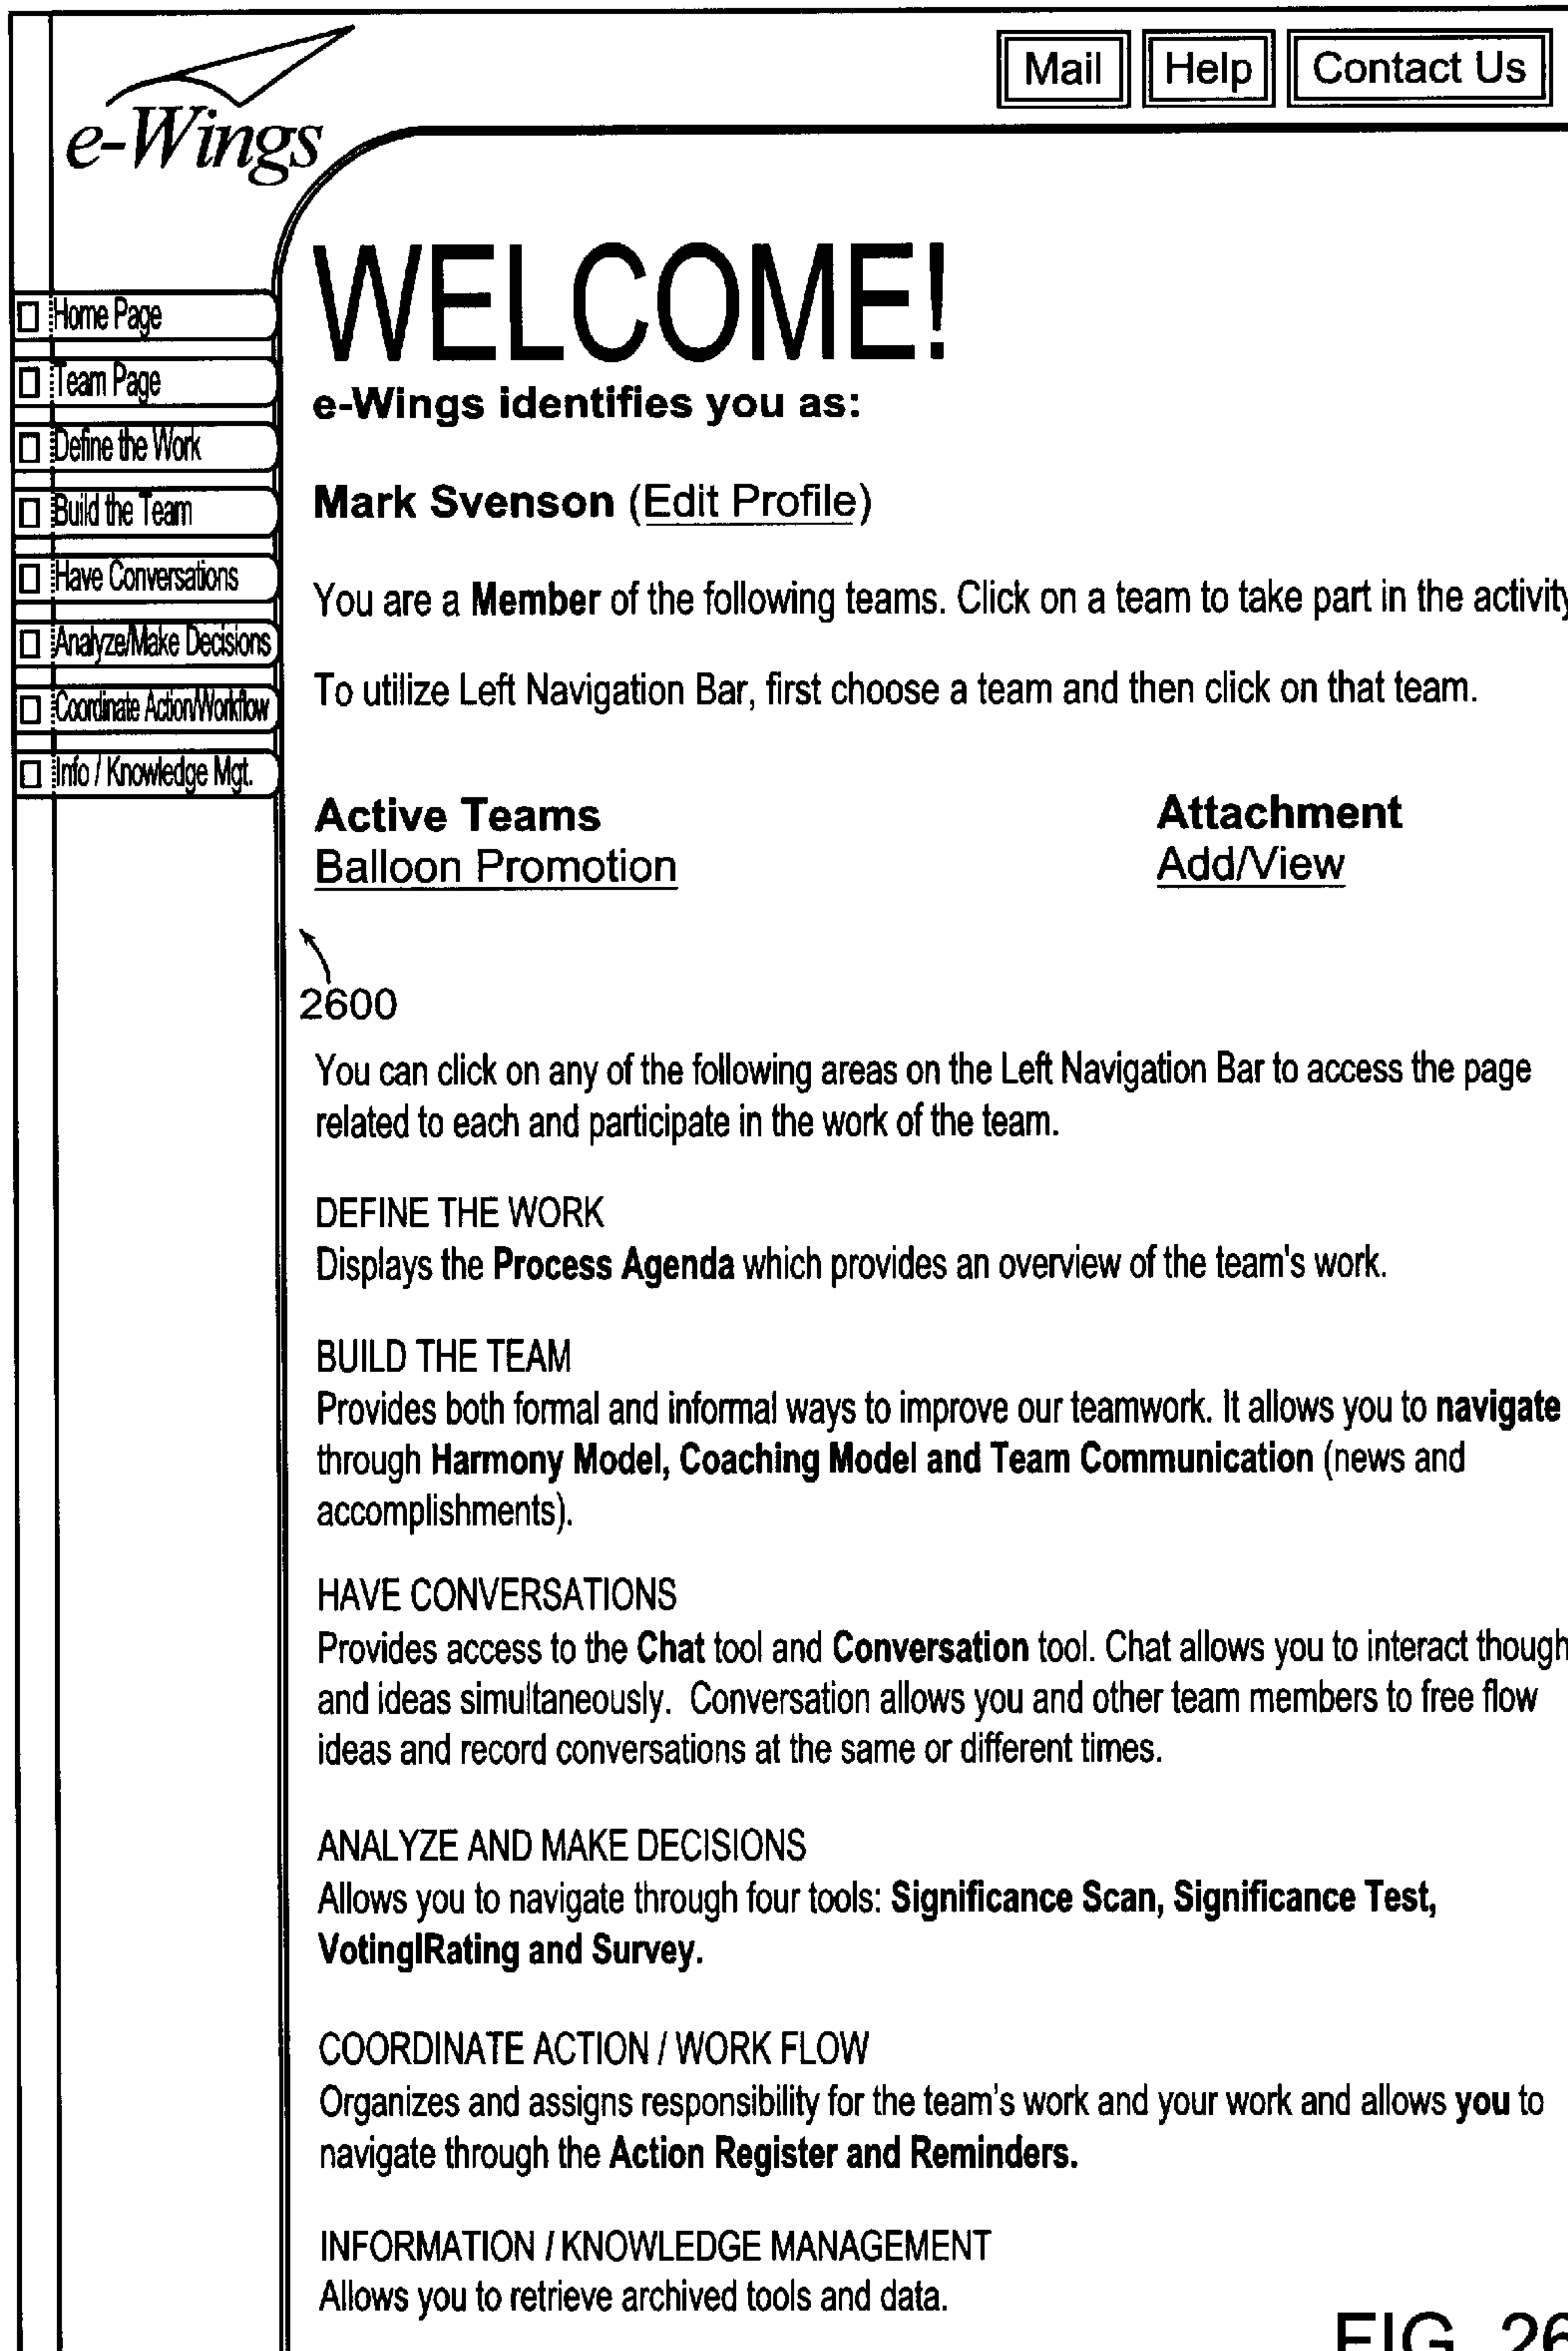 e-Wings
Mail Help Contact Us
Home Page
Team Page
Define the Work
Build the Team
Have Conversations
Analyze/Make Decisions
Coordinate Action/Workflow
Info / Knowledge Mgt.
WELCOME!
e-Wings identifies you as:
Mark Svenson (Edit Profile)
You are a Member of the following teams. Click on a team to take part in the activity
To utilize Left Navigation Bar, first choose a team and then click on that team.
Active Teams Attachment
Balloon Promotion Add/View
2600
You can click on any of the following areas on the Left Navigation Bar to access the page
related to each and participate in the work of the team.
DEFINE THE WORK
Displays the Process Agenda which provides an overview of the team's work.
BUILD THE TEAM
Provides both formal and informal ways to improve our teamwork. It allows you to navigate
through Harmony Model, Coaching Model and Team Communication (news and
accomplishments).
HAVE CONVERSATIONS
Provides access to the Chat tool and Conversation tool. Chat allows you to interact though
and ideas simultaneously. Conversation allows you and other team members to free flow
ideas and record conversations at the same or different times.
ANALYZE AND MAKE DECISIONS
Allows you to navigate through four tools: Significance Scan, Significance Test,
VotingIRating and Survey.
COORDINATE ACTION / WORK FLOW
Organizes and assigns responsibility for the team's work and your work and allows you to
navigate through the Action Register and Reminders.
INFORMATION / KNOWLEDGE MANAGEMENT
Allows you to retrieve archived tools and data.
FIG. 26